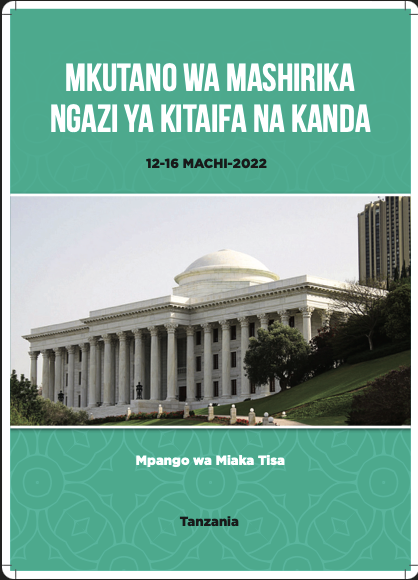 MKUTANO WA MASHIRIKA
NGAZI YA KITAIFA NA KANDA
12-16 MACHI-2022
Mpango wa Miaka Tisa
Tanzania